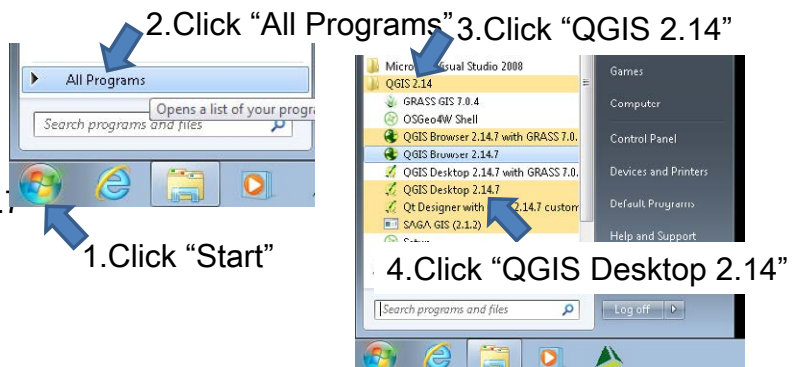 2.Click “All Programs”
3.Click “QGIS 2.14”
All Programs
Opens a list of your progra
Search programs and files
.7
1.Click “Start”
Visual Studio 2008
QGIS 2.14
GRASS GIS 7.0.4
OSGeo4W Shell
QGIS Browser 2.14.7 with GRASS 7.0.
QGIS Browser 2.14.7
QGIS Desktop 2.14.7 with GRASS 7.0.
QGIS Desktop 2.14.7
Qt Designer with 2.14.7 custom
SAGA GIS (2.1.2)
4.Click “QGIS Desktop 2.14”
Search programs and files
Games
Computer
Control Panel
Devices and Printers
Default Programs
Help and Support
Log off